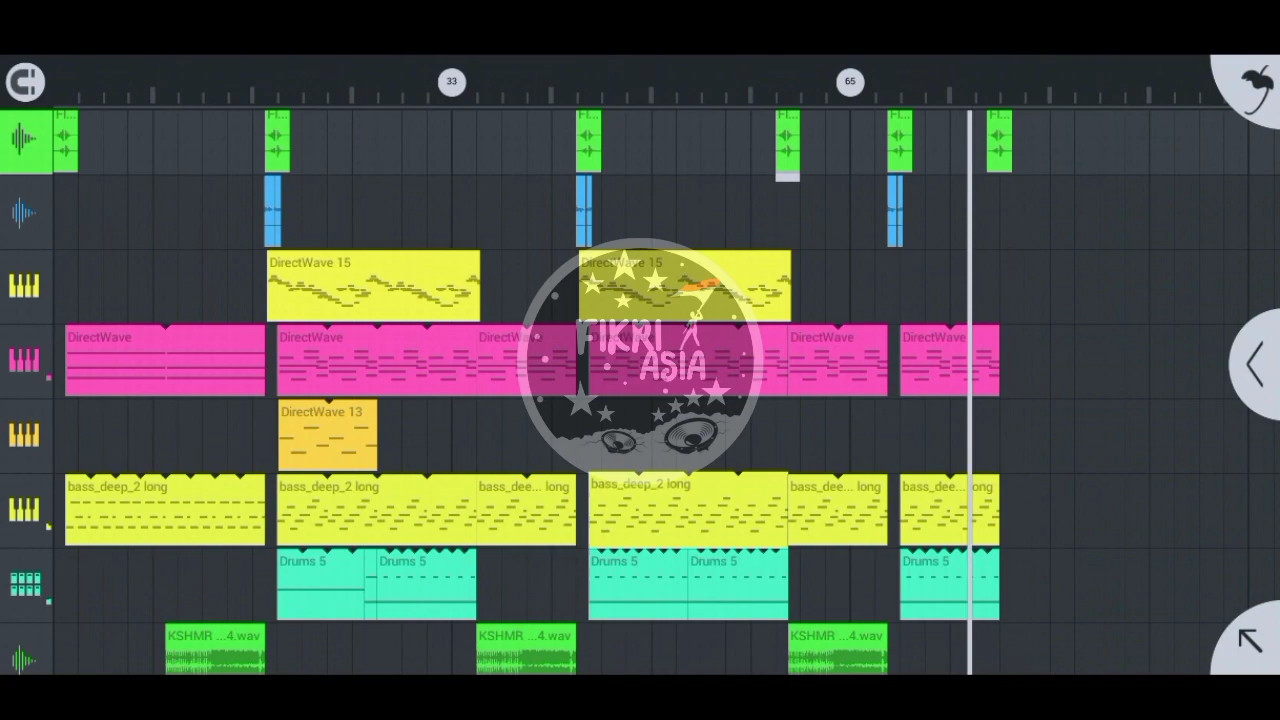 33
65
Fl...
Fl...
Fl...
Fl...
Fl...
Fl...
DirectWave 15
DirectWave 15
DirectWave
DirectWave
DirectWave
DirectWave
DirectWave
FIKRI
ASIA
DirectWave 13
bass_deep_2 long
bass_deep_2 long
bass_dee... long
bass_deep_2 long
bass_dee... long
bass_dee... long
Drums 5
Drums 5
Drums 5
Drums 5
Drums 5
KSHMR ...4.wav
KSHMR ...4.wav
KSHMR ...4.wav